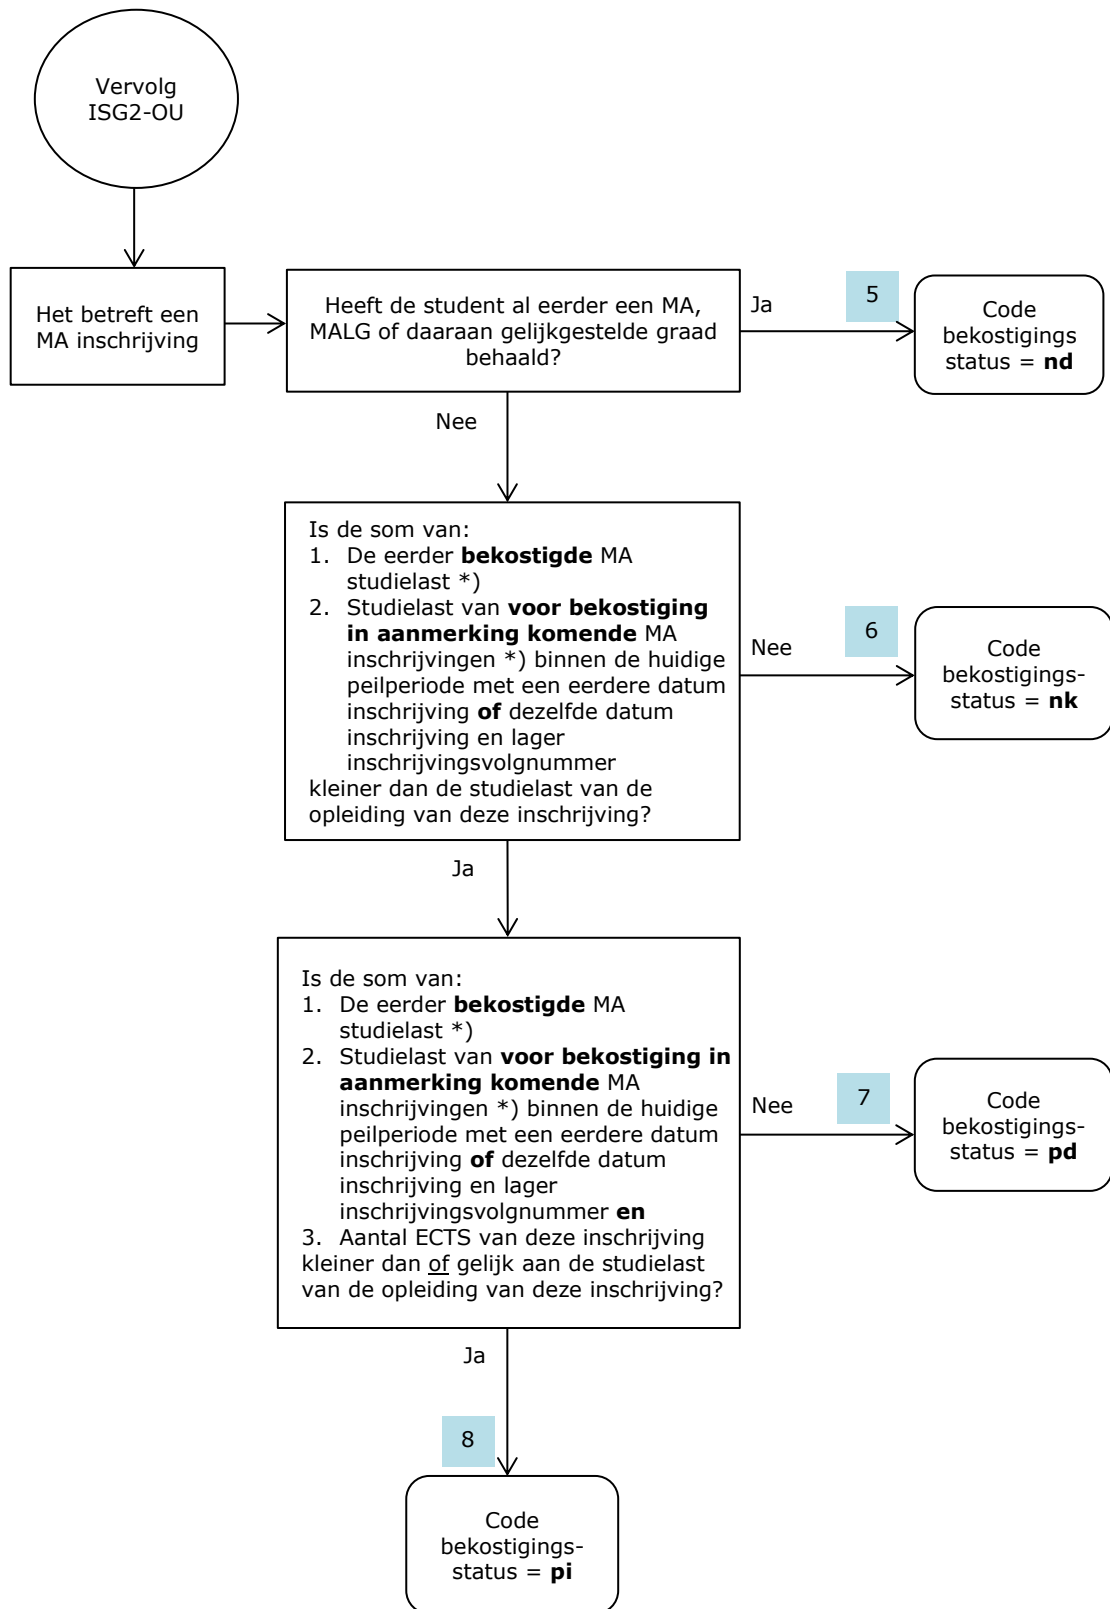 Vervolg
ISG2-OU
Het betreft een
MA inschrijving
Heeft de student al eerder een MA,
MALG of daaraan gelijkgestelde graad
behaald?
Ja
5
Code
bekostigings
status = nd
Nee
Is de som van:
1. De eerder bekostigde MA
studielast *)
2. Studielast van voor bekostiging
in aanmerking komende MA
inschrijvingen *) binnen de huidige
peilperiode met een eerdere datum
inschrijving of dezelfde datum
inschrijving en lager
inschrijvingsvolgnummer
kleiner dan de studielast van de
opleiding van deze inschrijving?
Nee
6
Code
bekostigings-
status = nk
Ja
Is de som van:
1. De eerder bekostigde MA
studielast *)
2. Studielast van voor bekostiging in
aanmerking komende MA
inschrijvingen *) binnen de huidige
peilperiode met een eerdere datum
inschrijving of dezelfde datum
inschrijving en lager
inschrijvingsvolgnummer en
3. Aantal ECTS van deze inschrijving
kleiner dan of gelijk aan de studielast
van de opleiding van deze inschrijving?
Nee
7
Code
bekostigings-
status = pd
Ja
8
Code
bekostigings-
status = pi